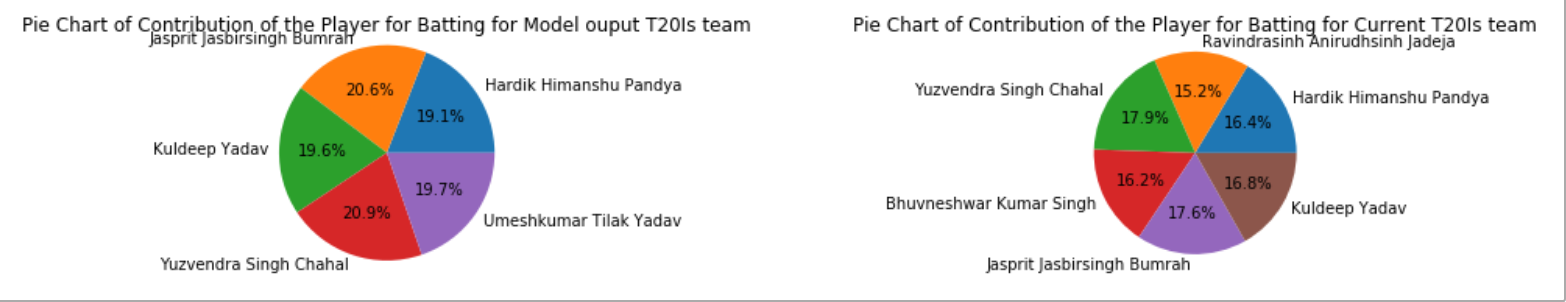 Pie Chart of Contribution of the Player for Batting for Model ouput T20Is team
Jasprit Jasbirsingh Bumrah
Hardik Himanshu Pandya
20.6%
19.1%
Kuldeep Yadav
19.6%
19.7%
20.9%
Umeshkumar Tilak Yadav
Yuzvendra Singh Chahal
Pie Chart of Contribution of the Player for Batting for Current T20Is team
Ravindrasinh Anirudhsinh Jadeja
Yuzvendra Singh Chahal
15.2%
Hardik Himanshu Pandya
17.9%
16.4%
16.2%
16.8%
Bhuvneshwar Kumar Singh
17.6%
Kuldeep Yadav
Jasprit Jasbirsingh Bumrah